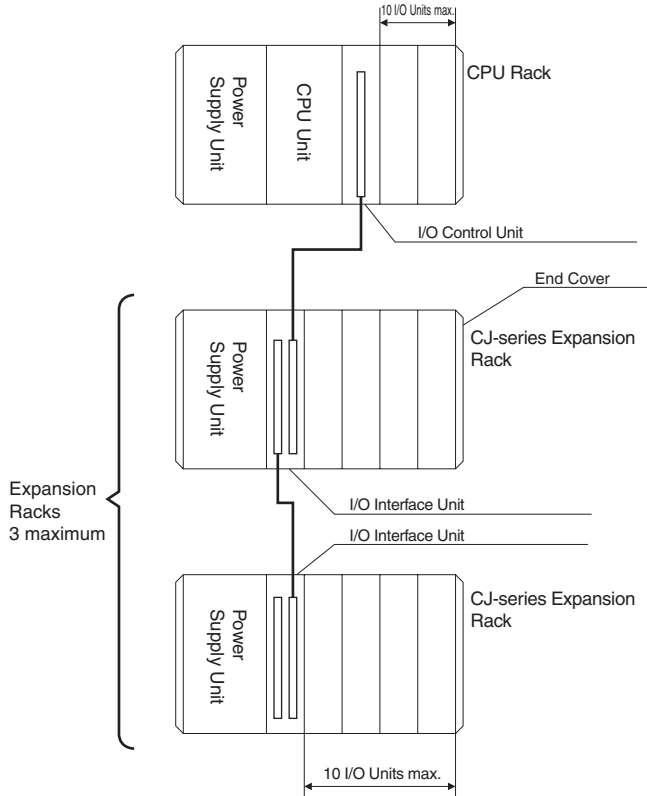 10 I/O Units max.
CPU Rack
Power
Supply Unit
CPU Unit
I/O Control Unit
End Cover
CJ-series Expansion
Rack
Power
Supply Unit
Expansion
Racks
3 maximum
I/O Interface Unit
I/O Interface Unit
CJ-series Expansion
Rack
Power
Supply Unit
10 I/O Units max.